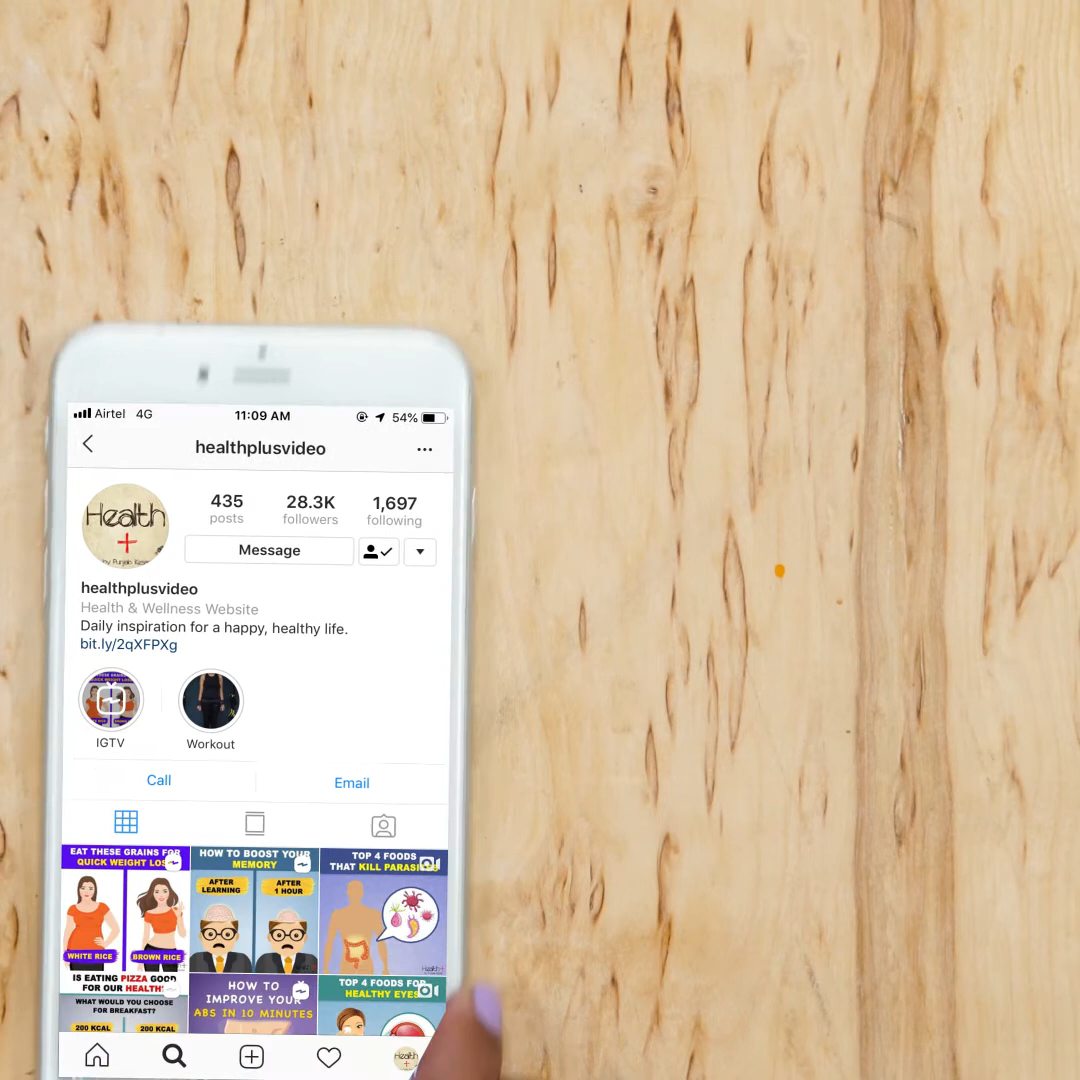 Airtel 4G 11:09 AM 54%
healthplusvideo
435 28.3K 1,697
posts followers following
Health
Message
healthplusvideo
Health & Wellness Website
Daily inspiration for a happy, healthy life.
bit.ly/2qXFPXg
IGTV Workout
Call Email
EAT THESE GRAINS FOR
QUICK WEIGHT LOSS
WHITE RICE BROWN RICE
HOW TO BOOST YOUR
MEMORY
AFTER
LEARNING
AFTER
1 HOUR
TOP 4 FOODS
THAT KILL PARASITES
IS EATING PIZZA GOOD
FOR OUR HEALTH?
WHAT WOULD YOU CHOOSE
FOR BREAKFAST?
200 KCAL 200 KCAL
HOW TO
IMPROVE YOUR
ABS IN 10 MINUTES
TOP 4 FOODS FOR
HEALTHY EYES
Health